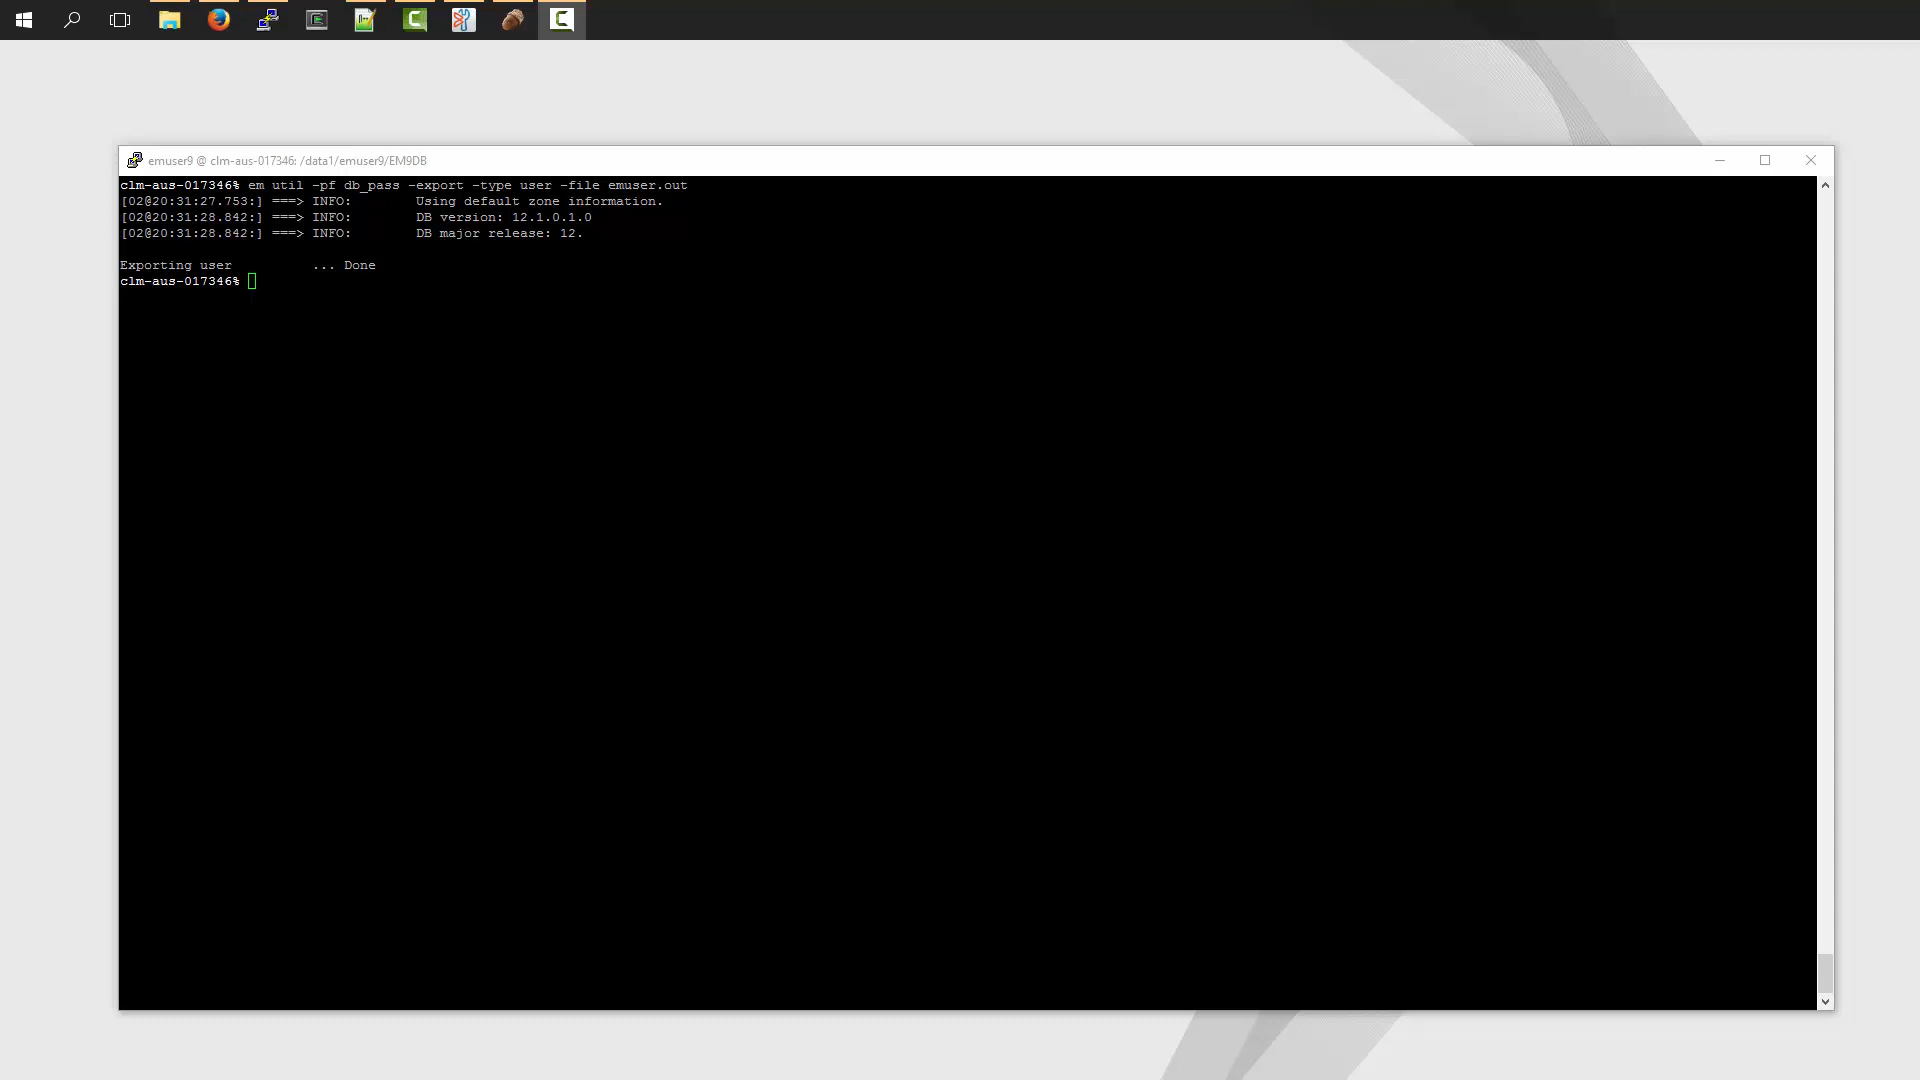 emuser9 @ clm-aus-017346: /data1/emuser9/EM9DB
clm-aus-017346% em util -pf db_pass -export -type user -file emuser.out
[02@20:31:27.753:] ===> INFO:        Using default zone information.
[02@20:31:28.842:] ===> INFO:        DB version: 12.1.0.1.0
[02@20:31:28.842:] ===> INFO:        DB major release: 12.
Exporting user          ... Done
clm-aus-017346%